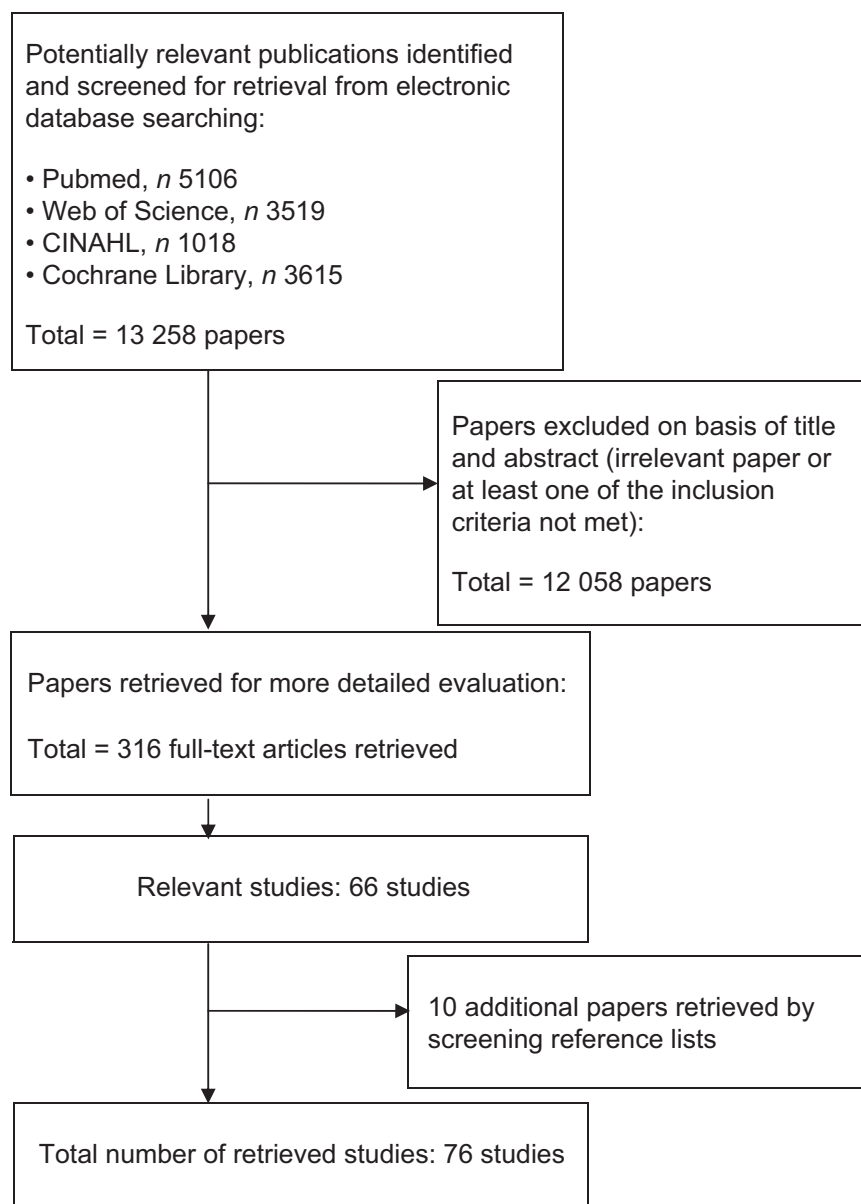 Potentially relevant publications identified
and screened for retrieval from electronic
database searching:
• Pubmed, n 5106
• Web of Science, n 3519
• CINAHL, n 1018
• Cochrane Library, n 3615
Total = 13 258 papers
Papers excluded on basis of title
and abstract (irrelevant paper or
at least one of the inclusion
criteria not met):
Total = 12 058 papers
Papers retrieved for more detailed evaluation:
Total = 316 full-text articles retrieved
Relevant studies: 66 studies
10 additional papers retrieved by
screening reference lists
Total number of retrieved studies: 76 studies